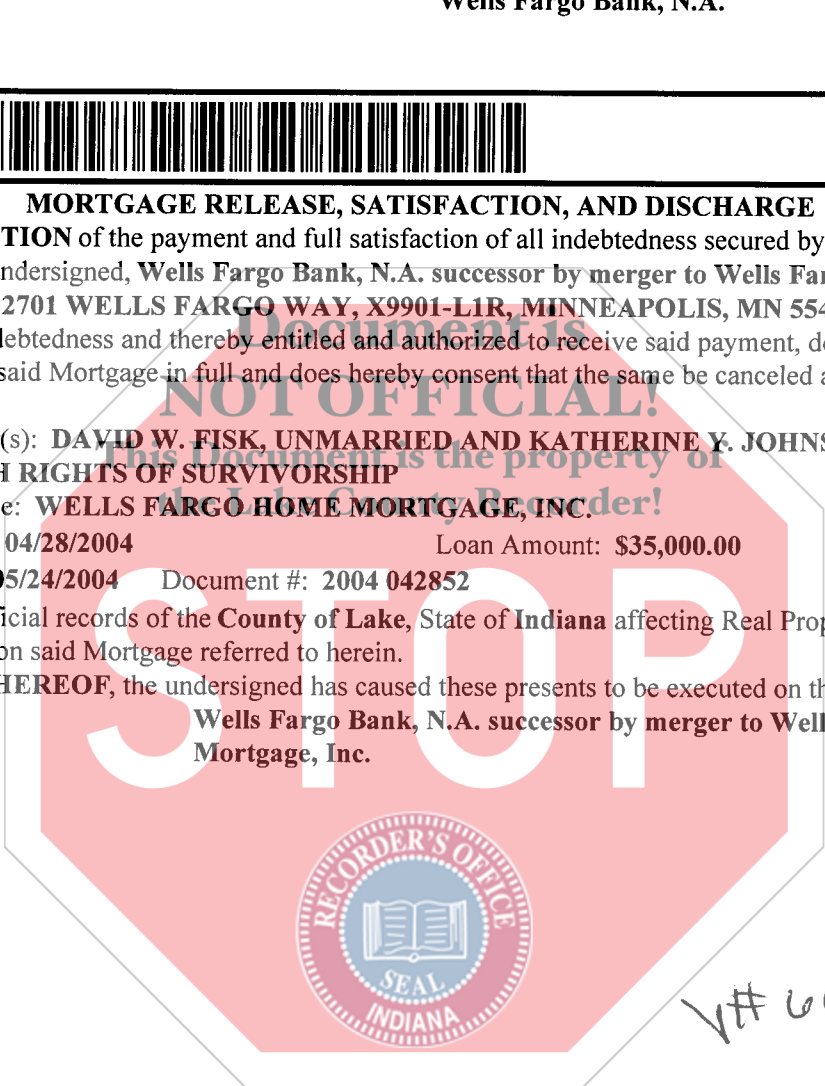 Wells Fargo Bank, N.A.
MORTGAGE RELEASE, SATISFACTION, AND DISCHARGE
TION of the payment and full satisfaction of all indebtedness secured by
ndersigned, Wells Fargo Bank, N.A. successor by merger to Wells Far
2701 WELLS FARGO WAY, X9901-L1R, MINNEAPOLIS, MN 554
Document is
ebtedness and thereby entitled and authorized to receive said payment, d
said Mortgage in full and does hereby consent that the same be canceled a
NOT OFFICIAL!
(s): DAVID W. FISK, UNMARRIED AND KATHERINE Y. JOHNS
This Document is the property of
H RIGHTS OF SURVIVORSHIP
the Lake County Recorder!
e: WELLS FARGO HOME MORTGAGE, INC.
04/28/2004 Loan Amount: $35,000.00
05/24/2004 Document #: 2004 042852
icial records of the County of Lake, State of Indiana affecting Real Prop
on said Mortgage referred to herein.
HEREOF, the undersigned has caused these presents to be executed on th
STOP
Wells Fargo Bank, N.A. successor by merger to Well
Mortgage, Inc.
RECORDER'S OFFICE
SEAL
INDIANA
V# 6